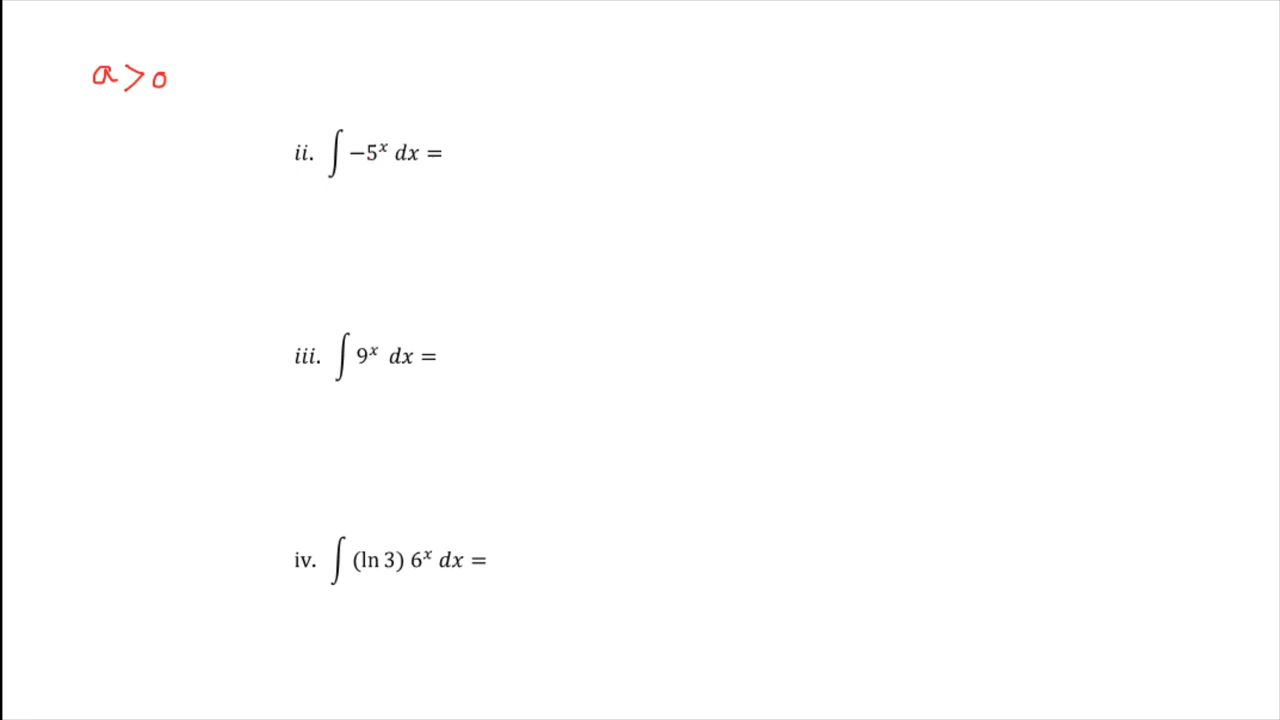 a>0
ii. ∫ −5ˣ dx =
iii. ∫ 9ˣ dx =
iv. ∫ (ln 3) 6ˣ dx =